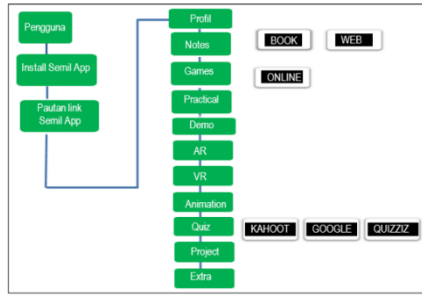 Pengguna
Install Semil App
Pautan link
Semil App
Profil
Notes
BOOK
WEB
Games
ONLINE
Practical
Demo
AR
VR
Animation
Quiz
KAHOOT
GOOGLE
QUIZZIZ
Project
Extra